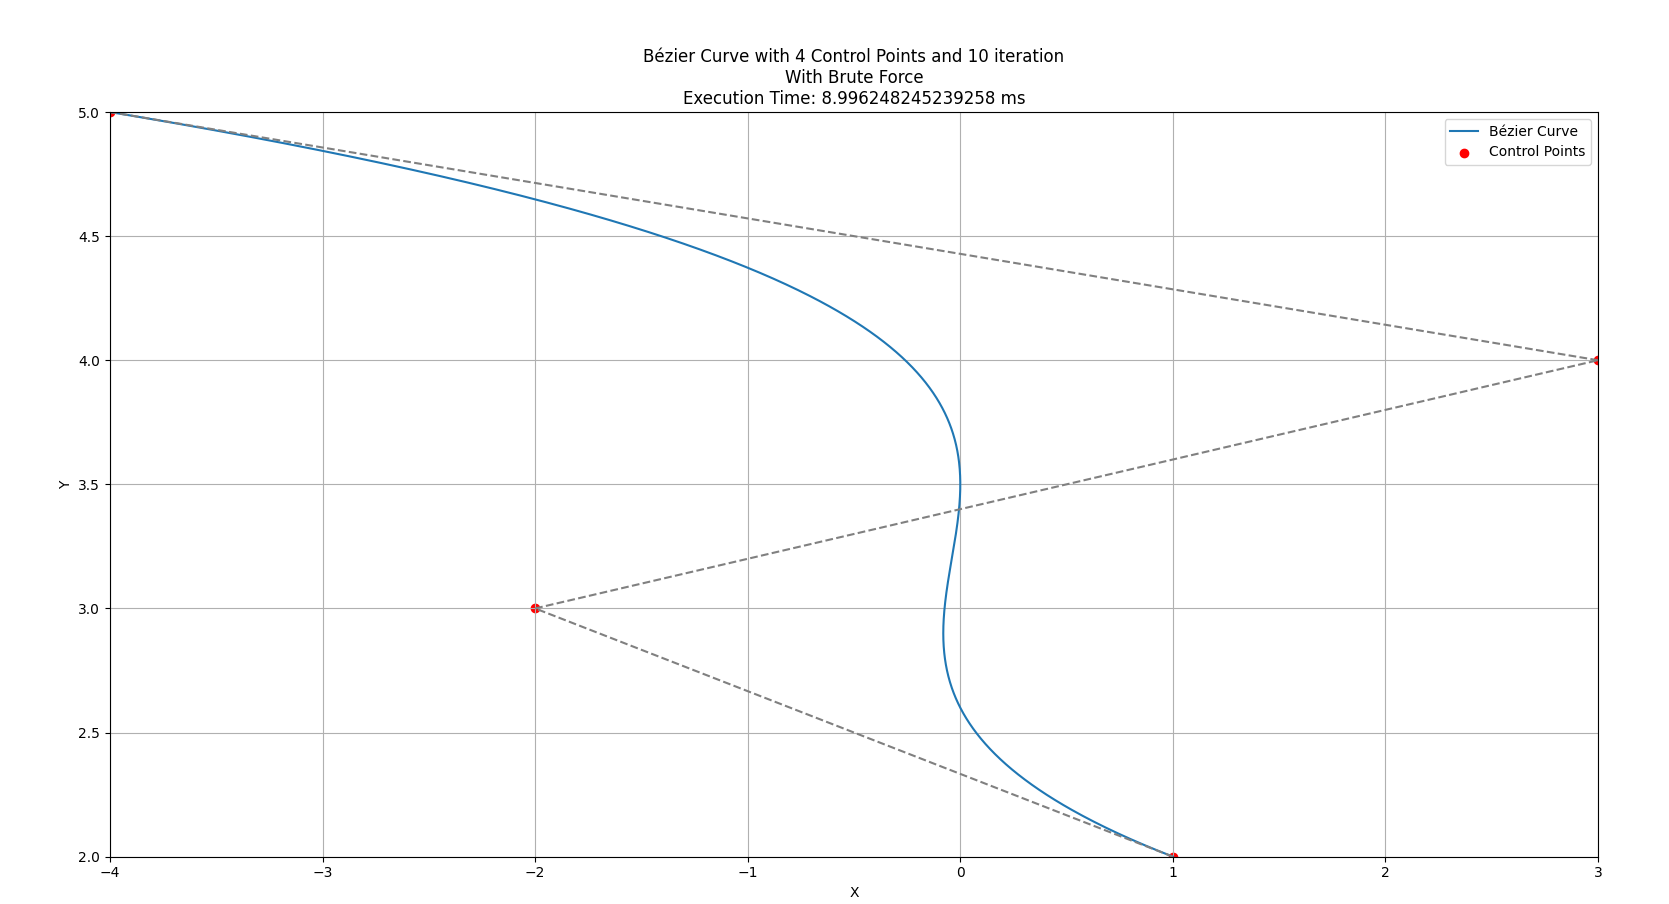 Bézier Curve with 4 Control Points and 10 iteration
With Brute Force
Execution Time: 8.996248245239258 ms
Bézier Curve
Control Points
5.0
4.5
4.0
3.5
3.0
2.5
2.0
Y
−4
−3
−2
−1
0
1
2
3
X